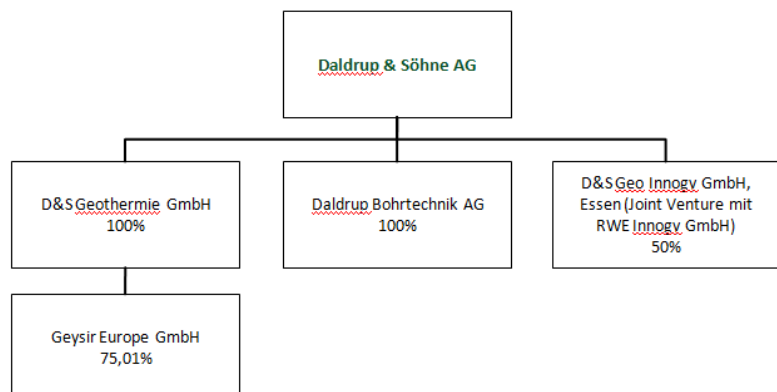 Daldrup & Söhne AG
D&S Geothermie GmbH
100%
Daldrup Bohrtechnik AG
100%
D&S Geo Innogy GmbH,
Essen (Joint Venture mit
RWE Innogy GmbH)
50%
Geysir Europe GmbH
75,01%